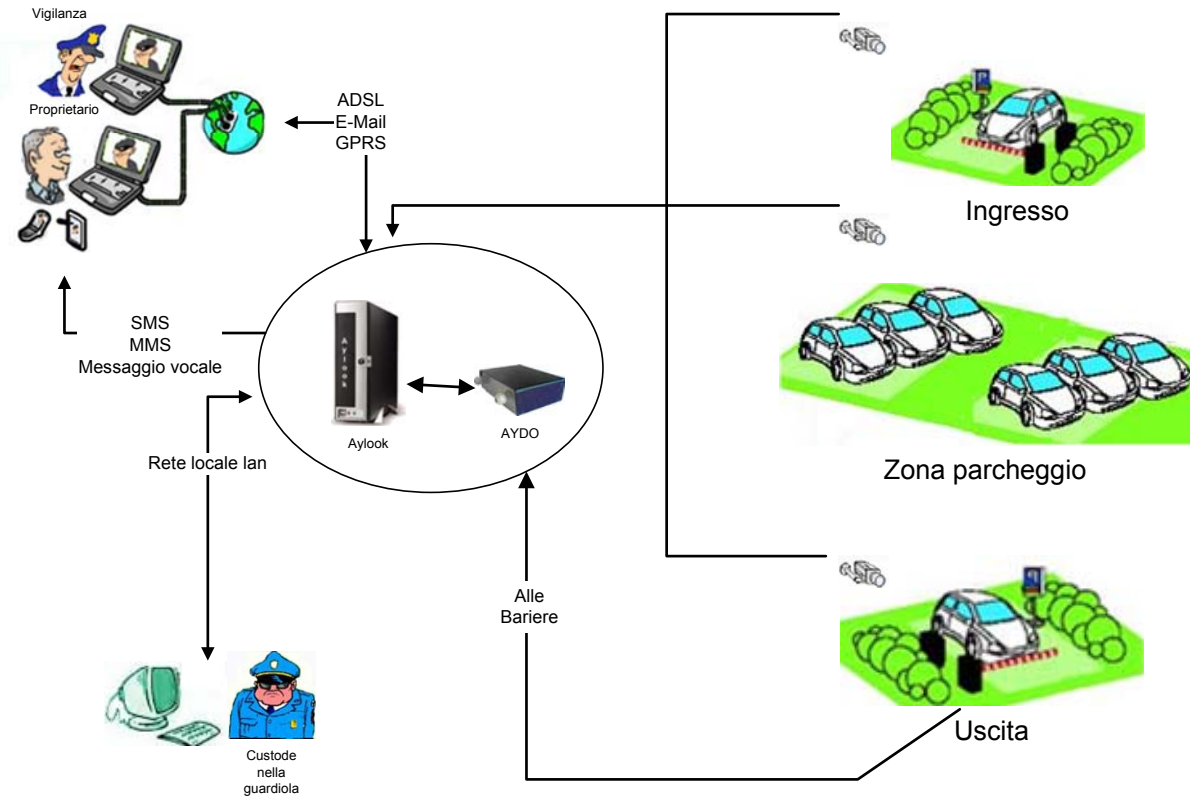 Vigilanza
Proprietario
ADSL
E-Mail
GPRS
Ingresso
SMS
MMS
Messaggio vocale
Aylook
Aylook
AYDO
Zona parcheggio
Rete locale lan
Alle
Bariere
Uscita
Custode
nella
guardiola